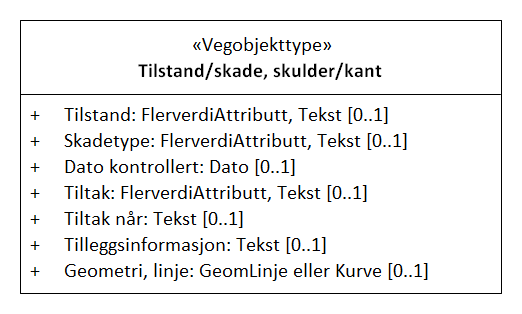 «Vegobjekttype»
Tilstand/skade, skulder/kant
+ Tilstand: FlerverdiAttributt, Tekst [0..1]
+ Skadetype: FlerverdiAttributt, Tekst [0..1]
+ Dato kontrollert: Dato [0..1]
+ Tiltak: FlerverdiAttributt, Tekst [0..1]
+ Tiltak når: Tekst [0..1]
+ Tilleggsinformasjon: Tekst [0..1]
+ Geometri, linje: GeomLinje eller Kurve [0..1]